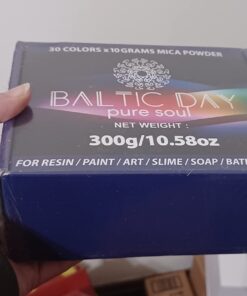 30 COLORS x 10 GRAMS MICA POWDER
BALTIC DAY
pure soul
NET WEIGHT :
300g/10.58oz
FOR RESIN / PAINT / ART / SLIME / SOAP / BATH